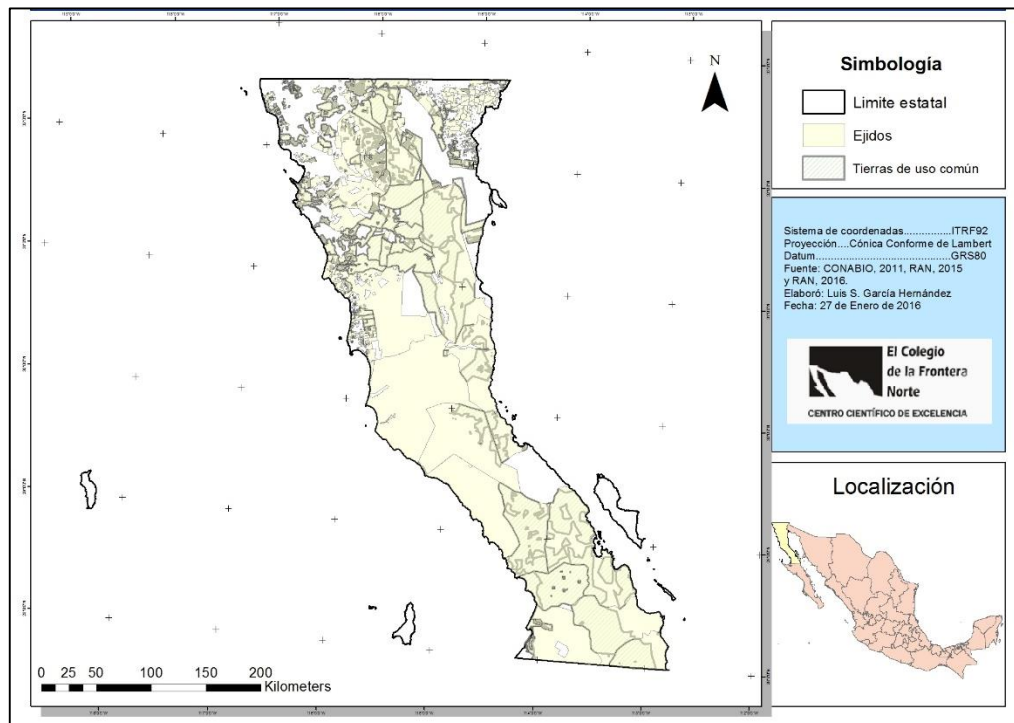 N
0 25 50 100 150 200
Kilometers
Simbología
Limite estatal
Ejidos
Tierras de uso común
Sistema de coordenadas................ITRF92
Proyección....Cónica Conforme de Lambert
Datum...............................................GRS80
Fuente: CONABIO, 2011, RAN, 2015
y RAN, 2016.
Elaboró: Luis S. García Hernández
Fecha: 27 de Enero de 2016
El Colegio
de la Frontera
Norte
CENTRO CIENTÍFICO DE EXCELENCIA
Localización